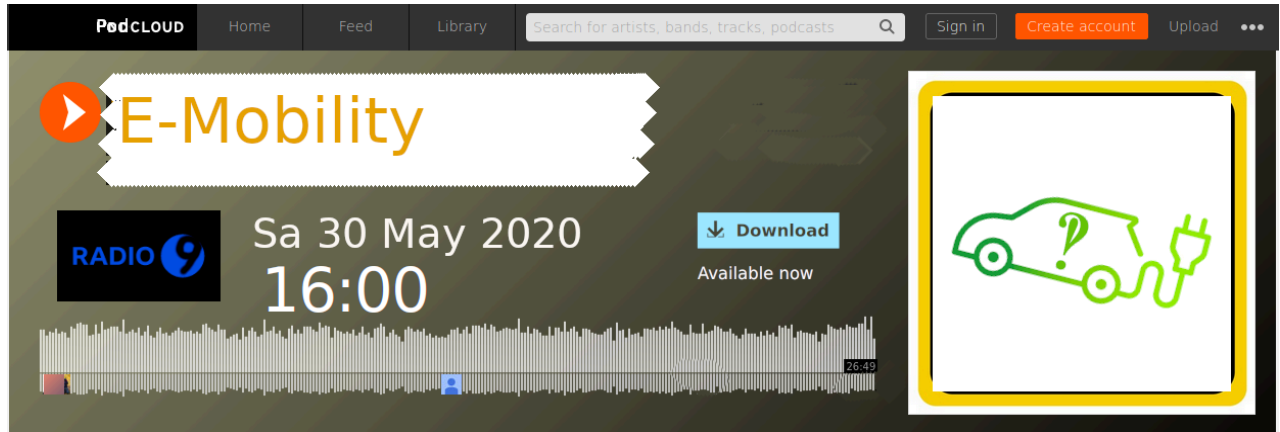 PodCLOUD Home Feed Library Search for artists, bands, tracks, podcasts Sign in Create account Upload
E-Mobility
RADIO 9
Sa 30 May 2020
16:00
Download
Available now
?
26:49